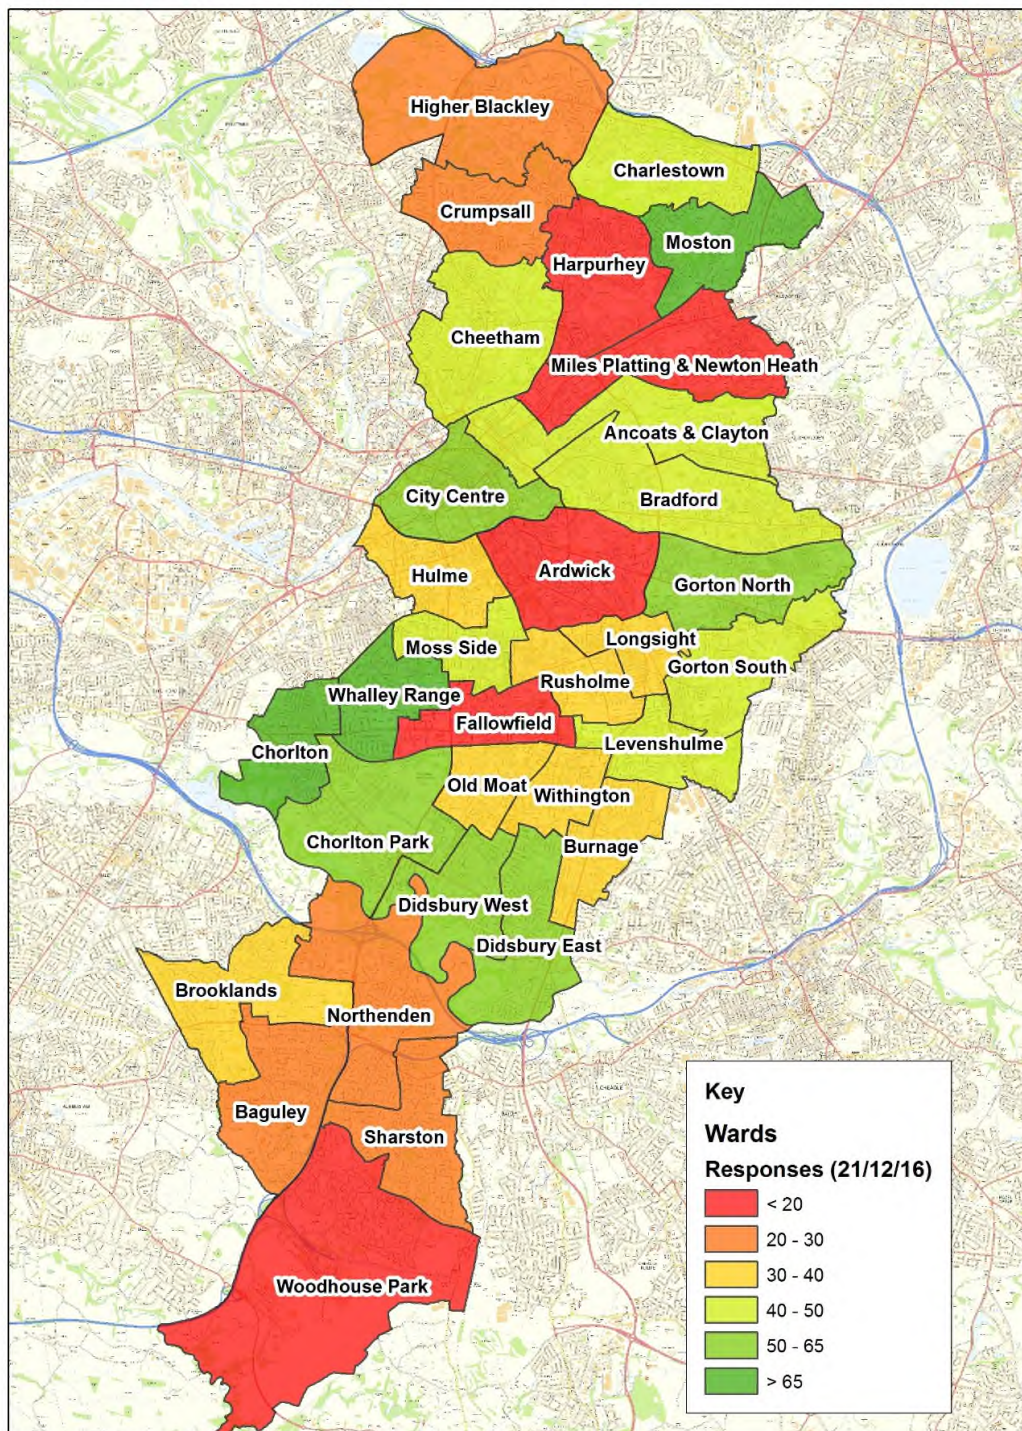 Higher Blackley
Charlestown
Crumpsall
Moston
Harpurhey
Cheetham
Miles Platting & Newton Heath
Ancoats & Clayton
City Centre
Bradford
Ardwick
Hulme
Gorton North
Longsight
Moss Side
Gorton South
Rusholme
Whalley Range
Fallowfield
Levenshulme
Chorlton
Old Moat
Withington
Chorlton Park
Burnage
Didsbury West
Didsbury East
Brooklands
Northenden
Baguley
Sharston
Woodhouse Park
Key
Wards
Responses (21/12/16)
< 20
20 - 30
30 - 40
40 - 50
50 - 65
> 65